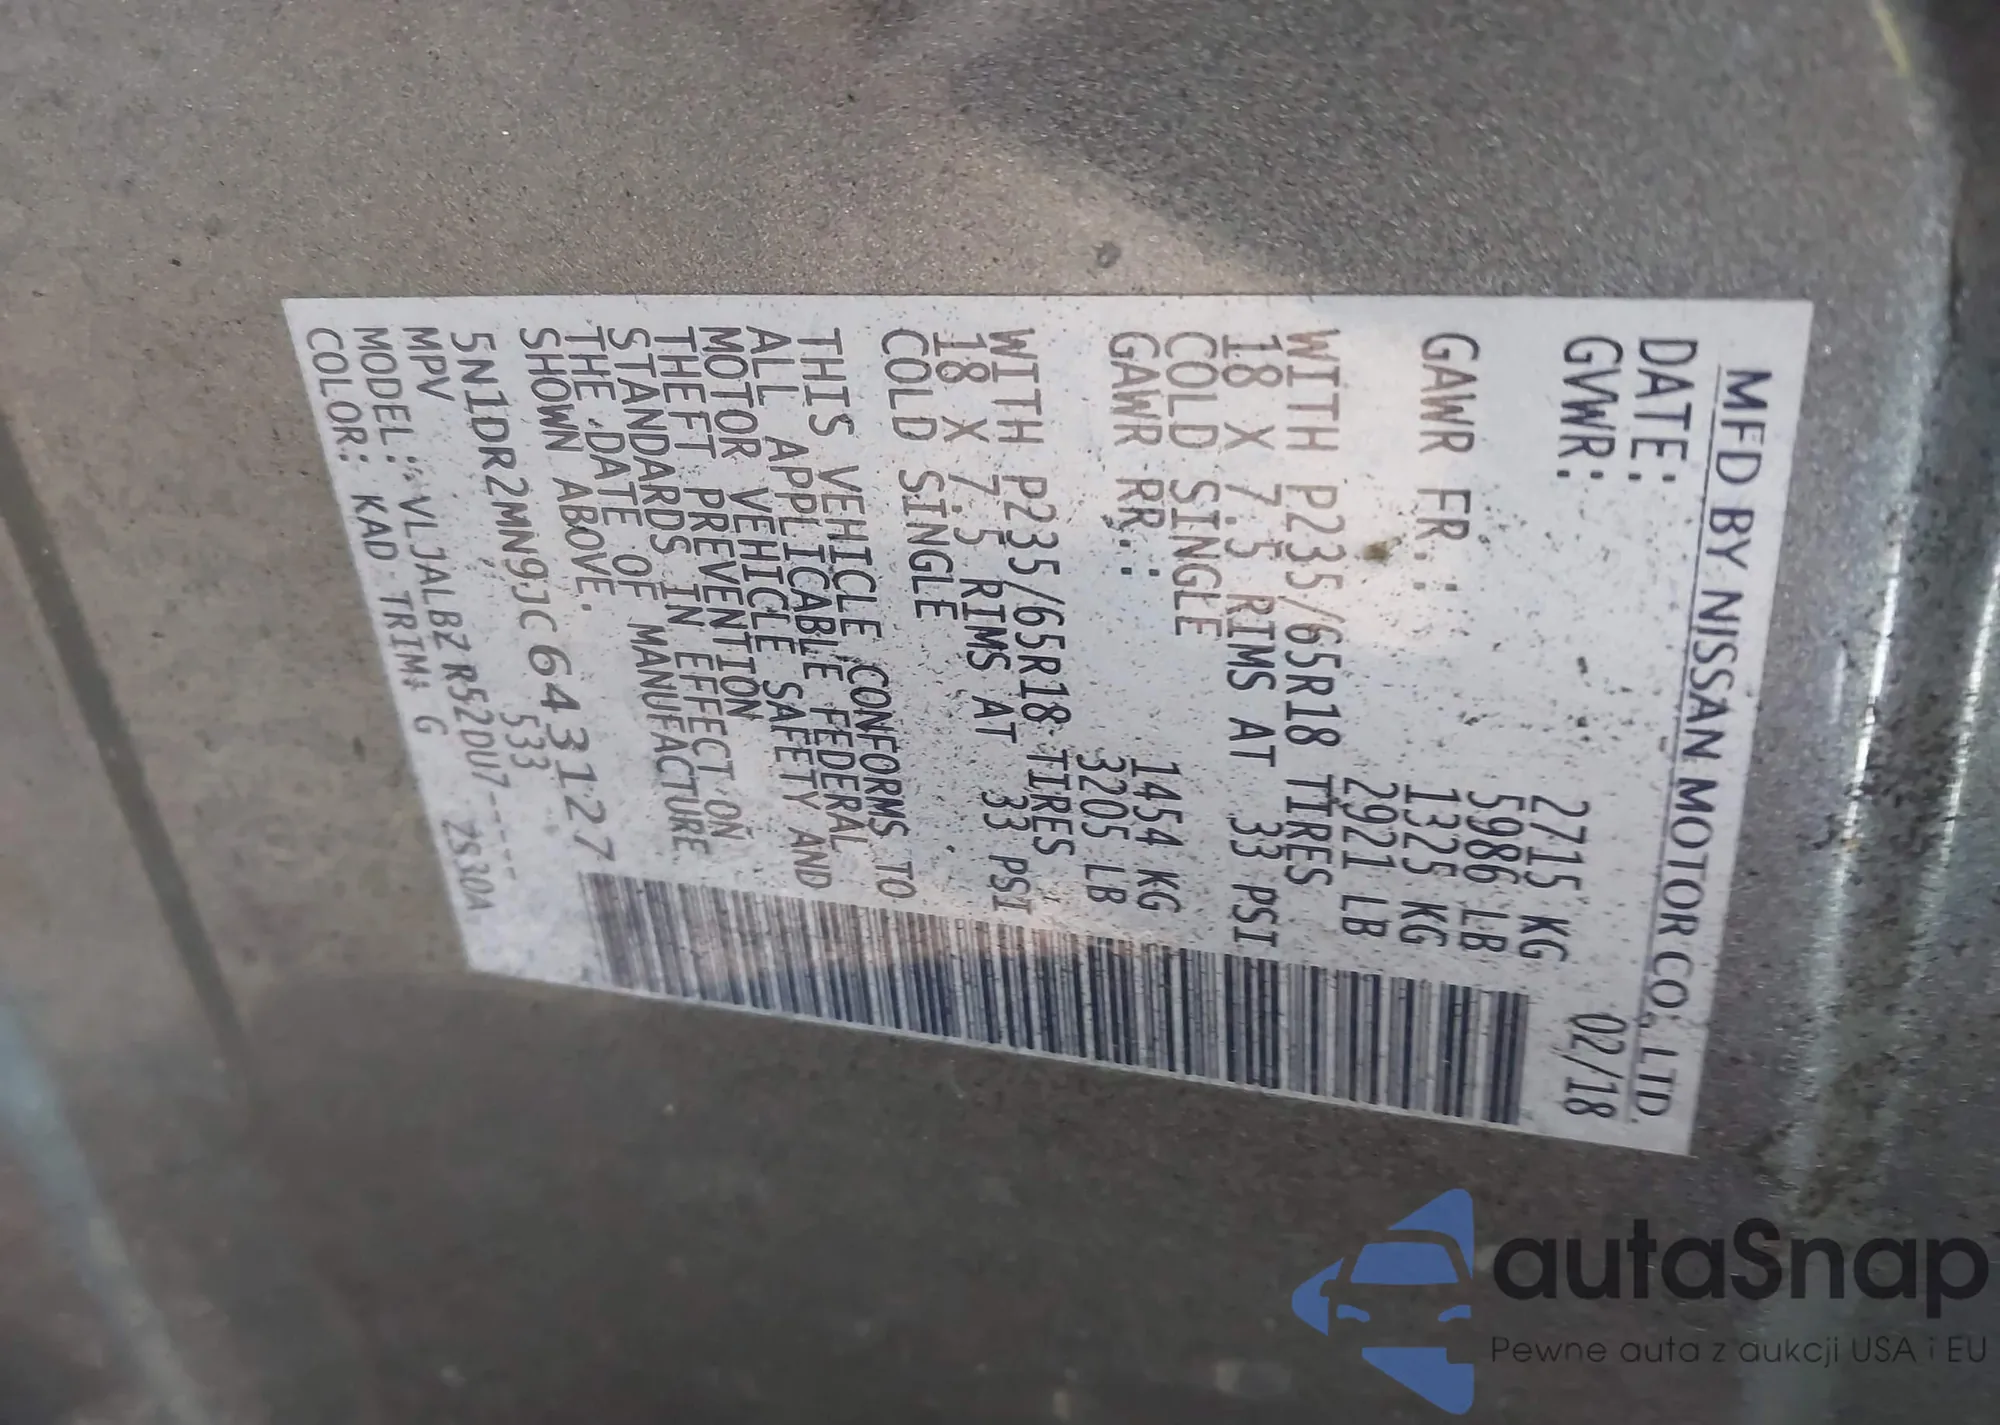 MFD BY NISSAN MOTOR CO.,LTD.
DATE: 02/18
GVWR: 2715 KG
5986 LB
GAWR FR.: 1325 KG
2921 LB
WITH P235/65R18 TIRES
18 X 7.5 RIMS AT 33 PSI
COLD SINGLE
GAWR RR.: 1454 KG
3205 LB
WITH P235/65R18 TIRES
18 X 7.5 RIMS AT 33 PSI
COLD SINGLE
THIS VEHICLE CONFORMS TO
ALL APPLICABLE FEDERAL
MOTOR VEHICLE SAFETY AND
THEFT PREVENTION
STANDARDS IN EFFECT ON
THE DATE OF MANUFACTURE
SHOWN ABOVE.
5N1DR2MN9JC643127
MPV 533
MODEL: VLJALBZ R52DU7-----
COLOR: KAD TRIM: G ZS30A
autaSnap
Pewne auta z aukcji USA i EU